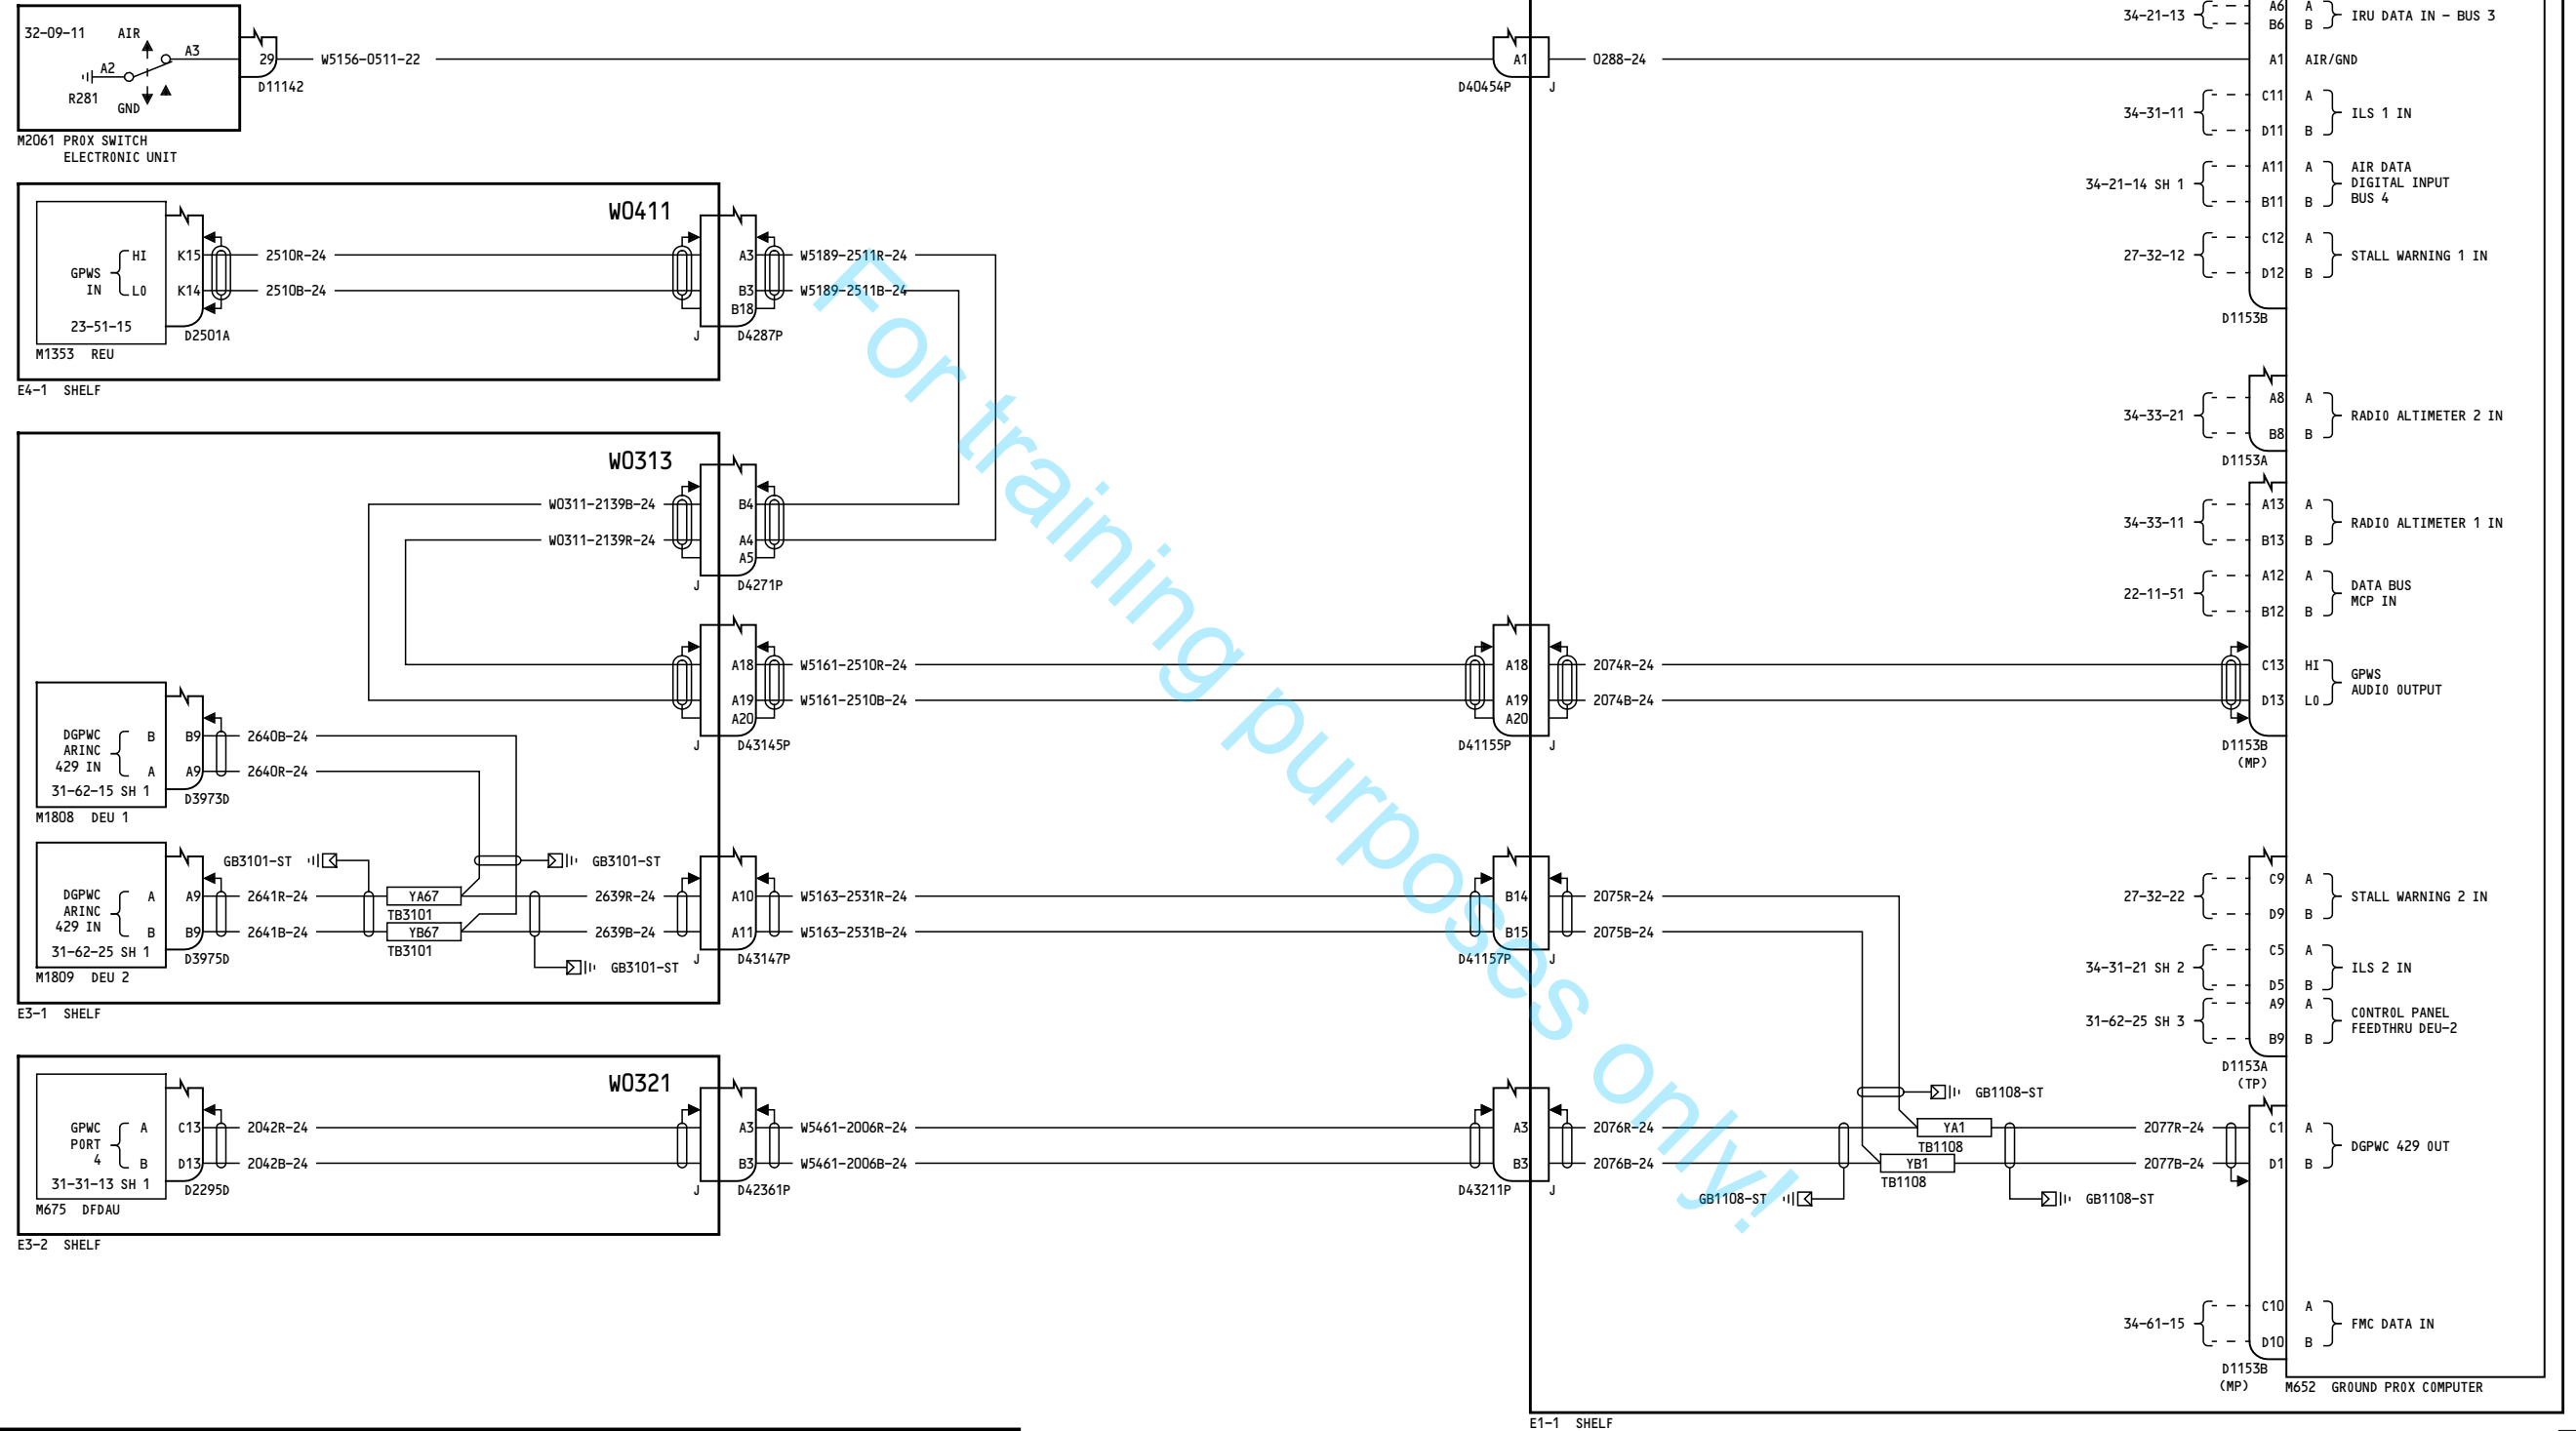 32-09-11 AIR
A3
A2
R281
GND
29
D11142
M2061 PROX SWITCH
ELECTRONIC UNIT
W5156-0511-22
A1
D40454P J
0288-24
34-21-13 A6 A
B6 B
IRU DATA IN - BUS 3
A1 AIR/GND
34-31-11 C11 A
D11 B
ILS 1 IN
34-21-14 SH 1 A11 A
B11 B
AIR DATA
DIGITAL INPUT
BUS 4
27-32-12 C12 A
D12 B
STALL WARNING 1 IN
D1153B
W0411
GPWS
IN
HI K15 2510R-24
LO K14 2510B-24
23-51-15
D2501A
M1353 REU
A3 W5189-2511R-24
B3 W5189-2511B-24
B18
J D4287P
E4-1 SHELF
34-33-21 A8 A
B8 B
RADIO ALTIMETER 2 IN
D1153A
W0313
W0311-2139B-24 B4
W0311-2139R-24 A4
A5
J D4271P
34-33-11 A13 A
B13 B
RADIO ALTIMETER 1 IN
22-11-51 A12 A
B12 B
DATA BUS
MCP IN
A18 W5161-2510R-24 A18 2074R-24 C13 HI
A19 W5161-2510B-24 A19 2074B-24 D13 LO
GPWS
AUDIO OUTPUT
A20 A20
J D43145P D41155P J D1153B
(MP)
DGPWC
ARINC
429 IN
B B9 2640B-24
A A9 2640R-24
31-62-15 SH 1
D3973D
M1808 DEU 1
GB3101-ST GB3101-ST
DGPWC
ARINC
429 IN
A A9 2641R-24 YA67 2639R-24 A10 W5163-2531R-24 B14 2075R-24
TB3101
B B9 2641B-24 YB67 2639B-24 A11 W5163-2531B-24 B15 2075B-24
TB3101
31-62-25 SH 1
D3975D
GB3101-ST
J D43147P D41157P J
M1809 DEU 2
E3-1 SHELF
27-32-22 C9 A
D9 B
STALL WARNING 2 IN
34-31-21 SH 2 C5 A
D5 B
ILS 2 IN
31-62-25 SH 3 A9 A
B9 B
CONTROL PANEL
FEEDTHRU DEU-2
D1153A
(TP)
W0321
GPWC
PORT
4
A C13 2042R-24 A3 W5461-2006R-24 A3 2076R-24 YA1 2077R-24 C1 A
TB1108
B D13 2042B-24 B3 W5461-2006B-24 B3 2076B-24 YB1 2077B-24 D1 B
TB1108
DGPWC 429 OUT
GB1108-ST
GB1108-ST GB1108-ST
31-31-13 SH 1
D2295D
J D42361P D43211P J
M675 DFDAU
E3-2 SHELF
34-61-15 C10 A
D10 B
FMC DATA IN
D1153B
(MP)
M652 GROUND PROX COMPUTER
E1-1 SHELF
For training purposes only!